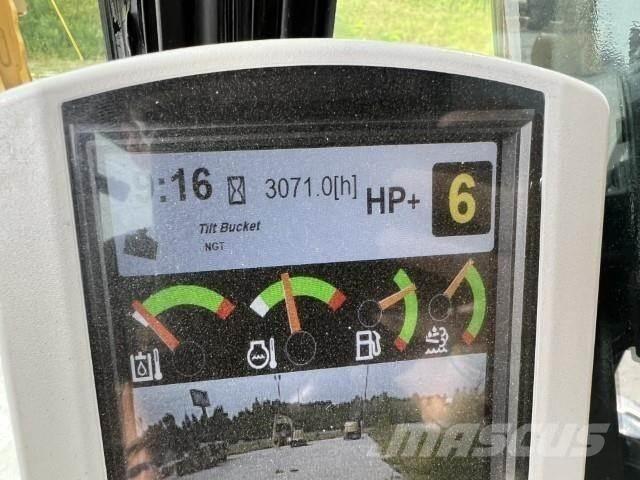 :16 3071.0[h] HP+ 6
Tilt Bucket
NGT
MASCUS